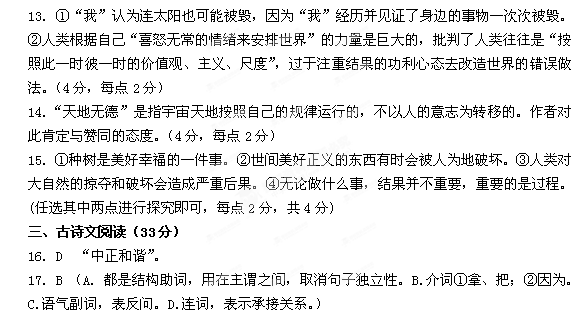 13. ①“我”认为连太阳也可能被毁，因为“我”经历并见证了身边的事物一次次被毁。
②人类根据自己“喜怒无常的情绪来安排世界”的力量是巨大的，批判了人类往往是“按
照此一时彼一时的价值观、主义、尺度”，过于注重结果的功利心态去改造世界的错误做
法。（4分，每点2分）
14.“天地无德”是指宇宙天地按照自己的规律运行的，不以人的意志为转移的。作者对
此肯定与赞同的态度。（4分，每点2分）
15. ①种树是美好幸福的一件事。②世间美好正义的东西有时会被人为地破坏。③人类对
大自然的掠夺和破坏会造成严重后果。④无论做什么事，结果并不重要，重要的是过程。
(任选其中两点进行探究即可，每点2分，共4分)
三、古诗文阅读（33分）
16. D “中正和谐”。
17. B （A. 都是结构助词，用在主谓之间，取消句子独立性。B.介词①拿、把；②因为。
C.语气副词，表反问。D.连词，表示承接关系。）